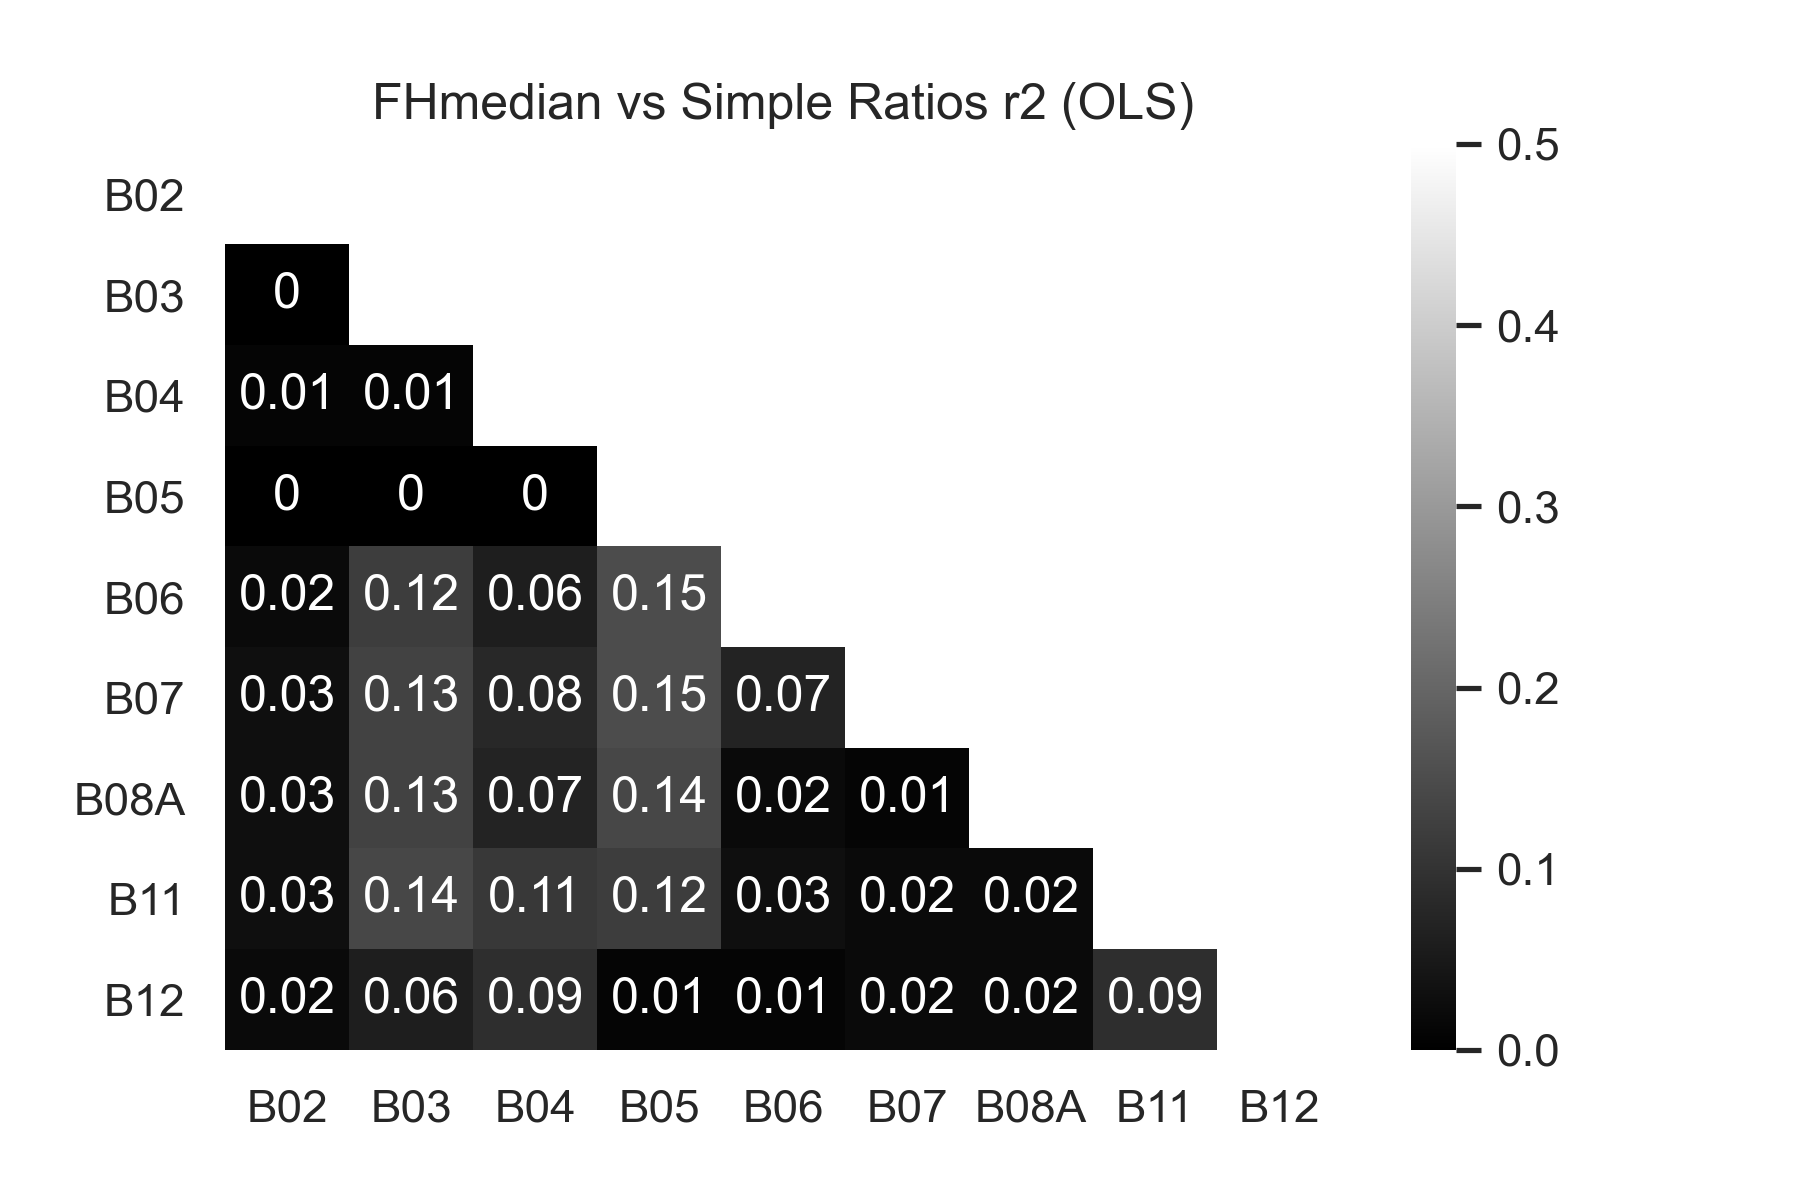 FHmedian vs Simple Ratios r2 (OLS)
0.5
B02
B03 0
0.4
B04 0.01 0.01
B05 0 0 0
0.3
B06 0.02 0.12 0.06 0.15
B07 0.03 0.13 0.08 0.15 0.07
0.2
B08A 0.03 0.13 0.07 0.14 0.02 0.01
0.1
B11 0.03 0.14 0.11 0.12 0.03 0.02 0.02
B12 0.02 0.06 0.09 0.01 0.01 0.02 0.02 0.09
0.0
B02 B03 B04 B05 B06 B07 B08A B11 B12